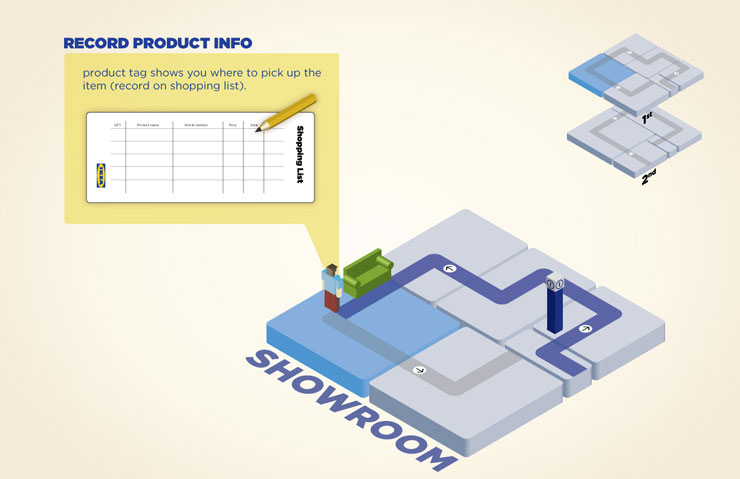 RECORD PRODUCT INFO
product tag shows you where to pick up the
item (record on shopping list).
QTY Product name Article number Price
Shopping List
IKEA
1st
2nd
SHOWROOM